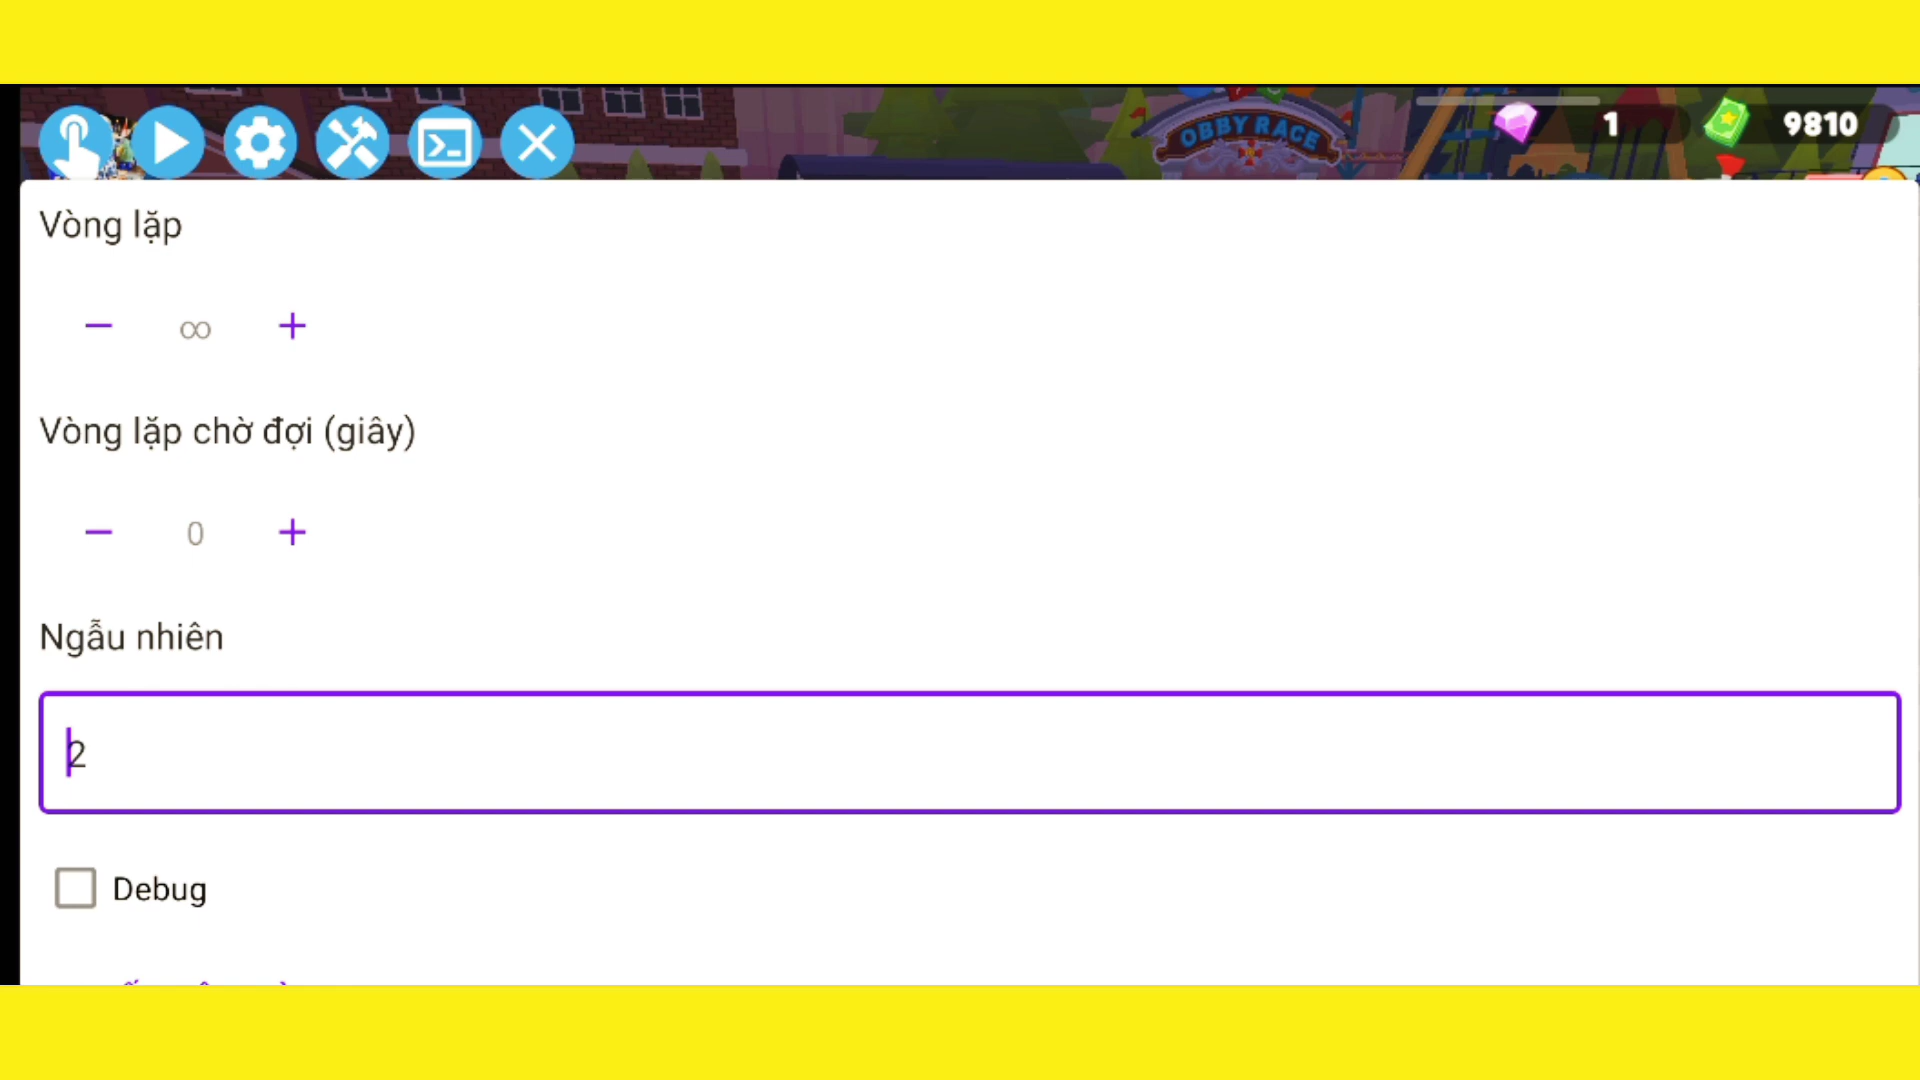 OBBY RACE
1
9810
Vòng lặp
− ∞ +
Vòng lặp chờ đợi (giây)
− 0 +
Ngẫu nhiên
2
Debug